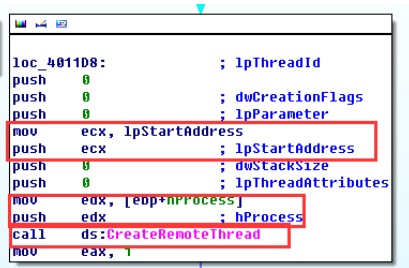 loc_4011D8: ; lpThreadId
push 0
push 0 ; dwCreationFlags
push 0 ; lpParameter
mov ecx, lpStartAddress
push ecx ; lpStartAddress
push 0 ; dwStackSize
push 0 ; lpThreadAttributes
mov edx, [ebp+hProcess]
push edx ; hProcess
call ds:CreateRemoteThread
mov eax, 1